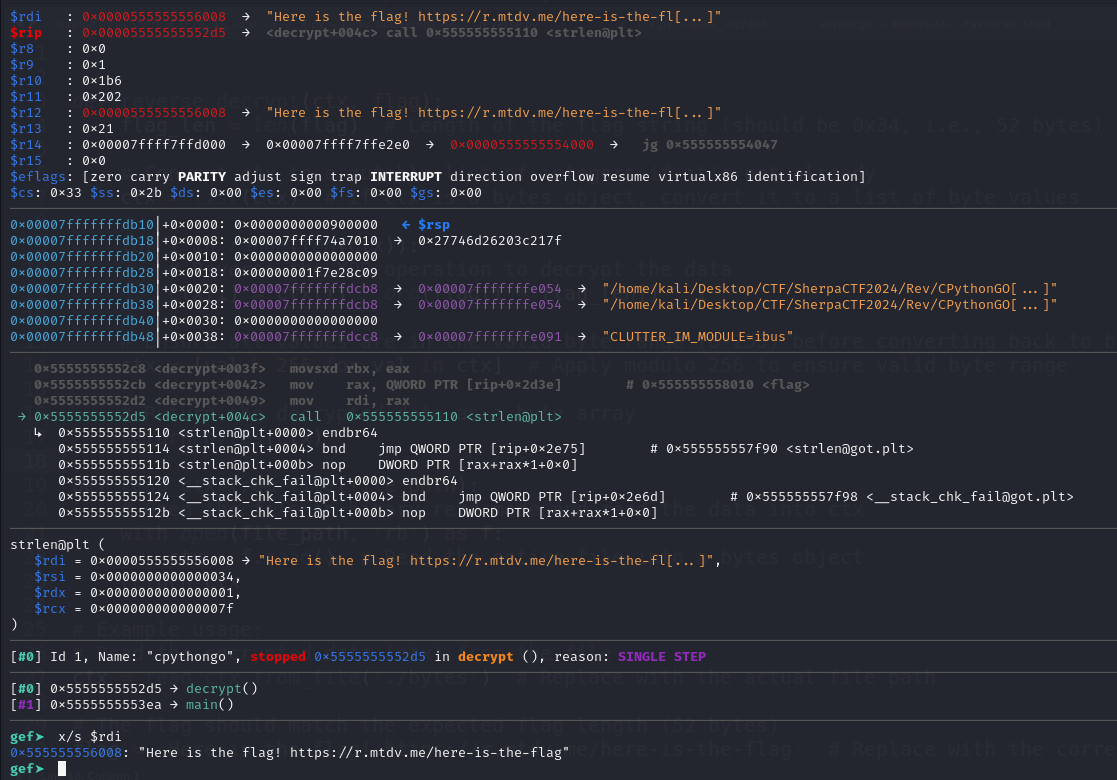 $rdi   : 0×0000555555556008  →  "Here is the flag! https://r.mtdv.me/here-is-the-fl[...]"
$rip   : 0×00005555555552d5  →  <decrypt+004c> call 0×555555555110 <strlen@plt>
$r8    : 0×0
$r9    : 0×1
$r10   : 0×1b6
$r11   : 0×202
$r12   : 0×0000555555556008  →  "Here is the flag! https://r.mtdv.me/here-is-the-fl[...]"
$r13   : 0×21
$r14   : 0×00007ffff7ffd000  →  0×00007ffff7ffe2e0  →  0×0000555555554000  →   jg 0×555555554047
$r15   : 0×0
$eflags: [zero carry PARITY adjust sign trap INTERRUPT direction overflow resume virtualx86 identification]
$cs: 0×33 $ss: 0×2b $ds: 0×00 $es: 0×00 $fs: 0×00 $gs: 0×00
0×00007fffffffdb10│+0×0000: 0×0000000000900000   ← $rsp
0×00007fffffffdb18│+0×0008: 0×00007ffff74a7010  →  0×27746d26203c217f
0×00007fffffffdb20│+0×0010: 0×0000000000000000
0×00007fffffffdb28│+0×0018: 0×00000001f7e28c09
0×00007fffffffdb30│+0×0020: 0×00007fffffffdcb8  →  0×00007fffffffe054  →  "/home/kali/Desktop/CTF/SherpaCTF2024/Rev/CPythonGO[...]"
0×00007fffffffdb38│+0×0028: 0×00007fffffffdcb8  →  0×00007fffffffe054  →  "/home/kali/Desktop/CTF/SherpaCTF2024/Rev/CPythonGO[...]"
0×00007fffffffdb40│+0×0030: 0×0000000000000000
0×00007fffffffdb48│+0×0038: 0×00007fffffffdcc8  →  0×00007fffffffe091  →  "CLUTTER_IM_MODULE=ibus"
0×5555555552c8 <decrypt+003f>   movsxd rbx, eax
0×5555555552cb <decrypt+0042>   mov    rax, QWORD PTR [rip+0×2d3e]        # 0×555555558010 <flag>
0×5555555552d2 <decrypt+0049>   mov    rdi, rax
→ 0×5555555552d5 <decrypt+004c>   call   0×555555555110 <strlen@plt>
↳  0×555555555110 <strlen@plt+0000> endbr64
0×555555555114 <strlen@plt+0004> bnd    jmp QWORD PTR [rip+0×2e75]        # 0×555555557f90 <strlen@got.plt>
0×55555555511b <strlen@plt+000b> nop    DWORD PTR [rax+rax*1+0×0]
0×555555555120 <__stack_chk_fail@plt+0000> endbr64
0×555555555124 <__stack_chk_fail@plt+0004> bnd    jmp QWORD PTR [rip+0×2e6d]        # 0×555555557f98 <__stack_chk_fail@got.plt>
0×55555555512b <__stack_chk_fail@plt+000b> nop    DWORD PTR [rax+rax*1+0×0]
strlen@plt (
$rdi = 0×0000555555556008 → "Here is the flag! https://r.mtdv.me/here-is-the-fl[...]",
$rsi = 0×0000000000000034,
$rdx = 0×0000000000000001,
$rcx = 0×000000000000007f
)
[#0] Id 1, Name: "cpythongo", stopped 0×5555555552d5 in decrypt (), reason: SINGLE STEP
[#0] 0×5555555552d5 → decrypt()
[#1] 0×5555555553ea → main()
gef➤  x/s $rdi
0×555555556008: "Here is the flag! https://r.mtdv.me/here-is-the-flag"
gef➤